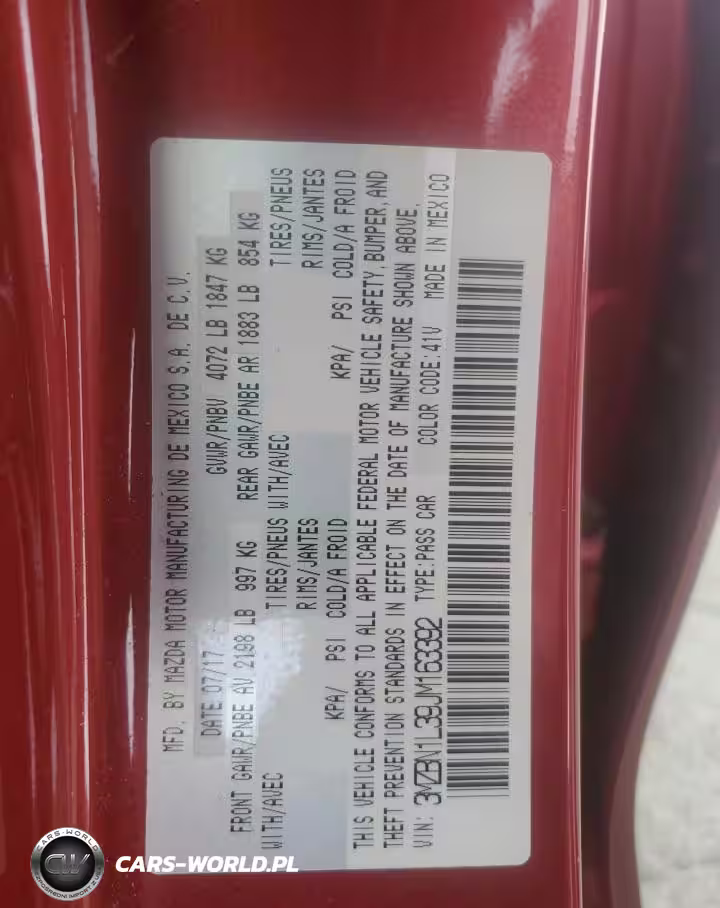 MFD. BY MAZDA MOTOR MANUFACTURING DE MEXICO S.A. DE C.V.
DATE 07/17 GVWR/PNBV 4072 LB 1847 KG
FRONT GAWR/PNBE AV 2198 LB 997 KG REAR GAWR/PNBE AR 1883 LB 854 KG
WITH/AVEC TIRES/PNEUS WITH/AVEC TIRES/PNEUS
RIMS/JANTES RIMS/JANTES
KPA/ PSI COLD/A FROID KPA/ PSI COLD/A FROID
THIS VEHICLE CONFORMS TO ALL APPLICABLE FEDERAL MOTOR VEHICLE SAFETY, BUMPER, AND
THEFT PREVENTION STANDARDS IN EFFECT ON THE DATE OF MANUFACTURE SHOWN ABOVE.
VIN: 3MZBN1L39JM163392 TYPE:PASS CAR COLOR CODE:41V MADE IN MEXICO
CARS-WORLD
CW
CARS-WORLD.PL